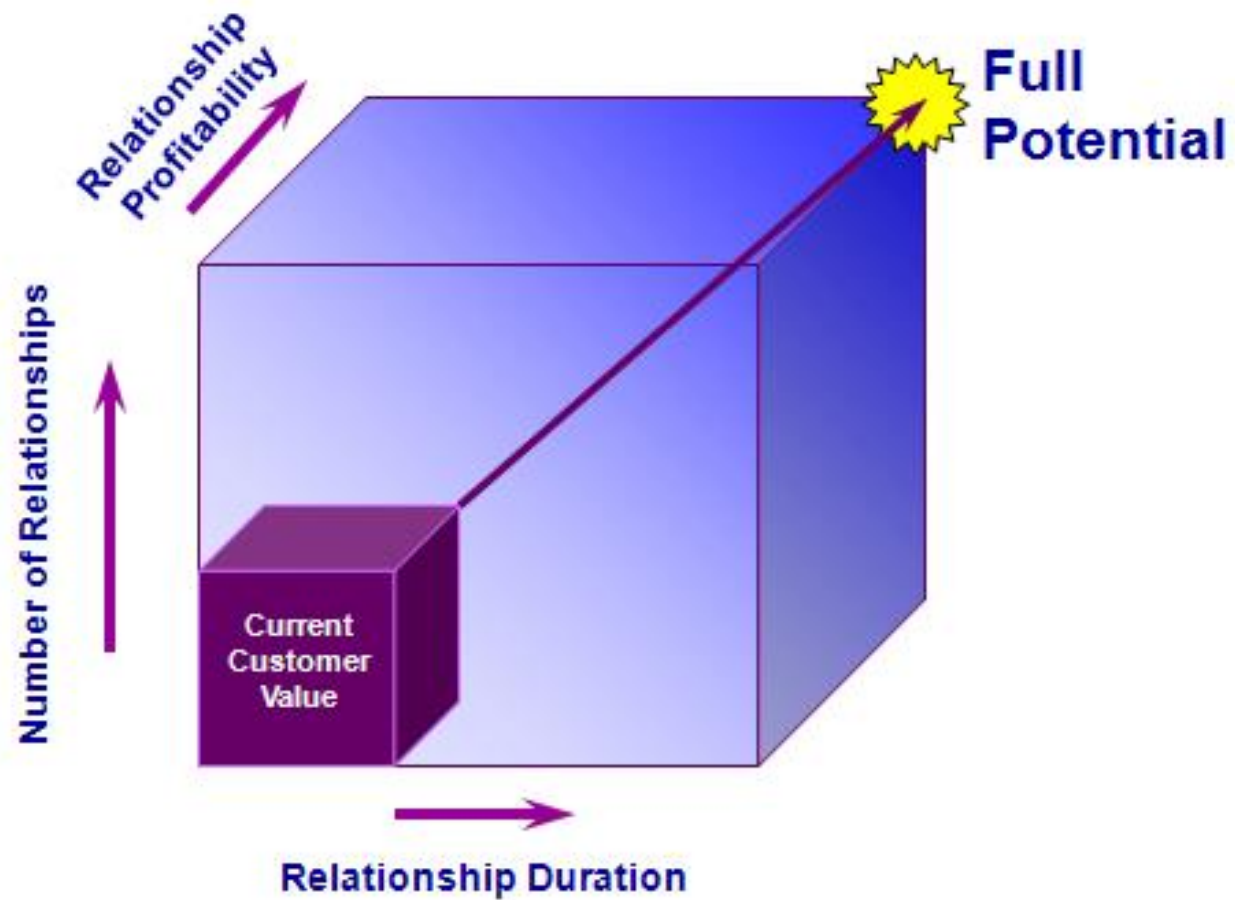 Relationship
Profitability
Full
Potential
Number of Relationships
Current
Customer
Value
Relationship Duration